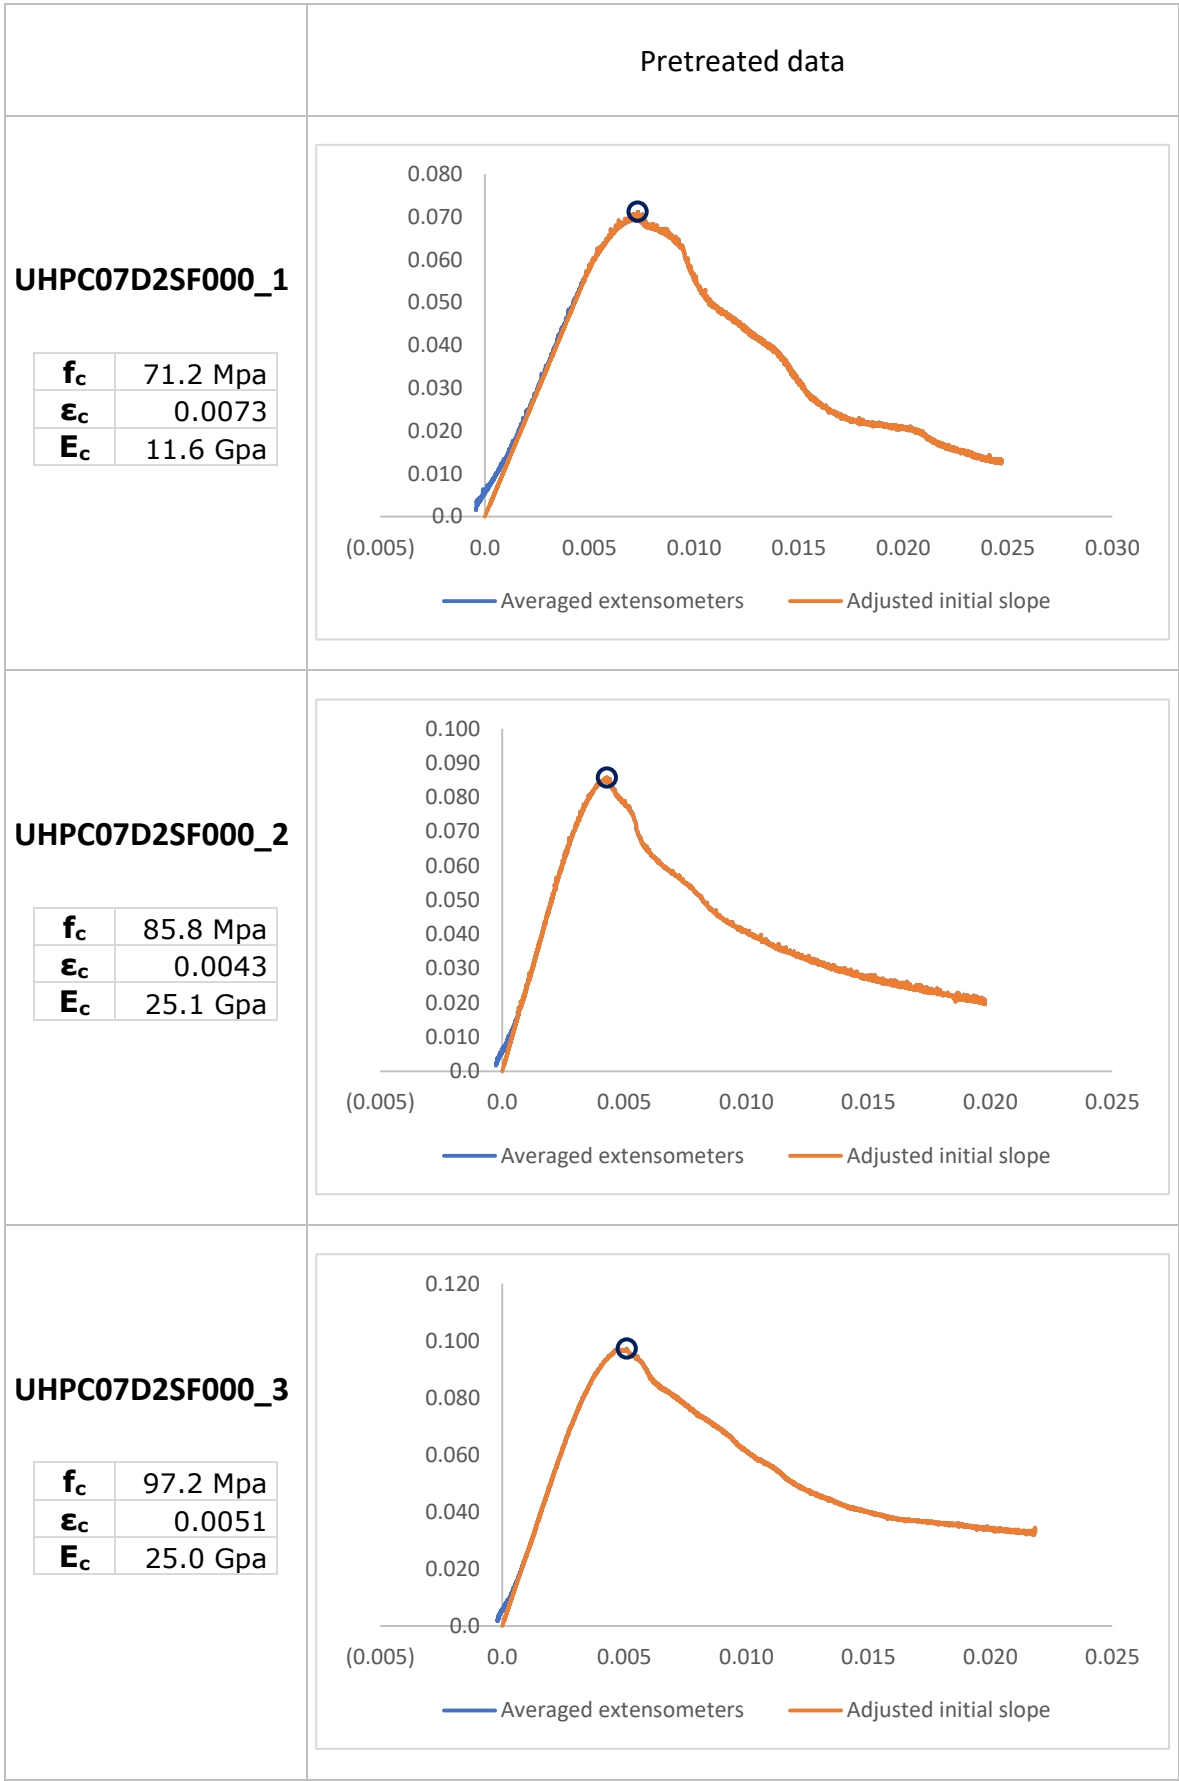 Pretreated data
UHPC07D2SF000_1
fc 71.2 Mpa
εc 0.0073
Ec 11.6 Gpa
0.080
0.070
0.060
0.050
0.040
0.030
0.020
0.010
0.0
(0.005) 0.0 0.005 0.010 0.015 0.020 0.025 0.030
Averaged extensometers Adjusted initial slope
UHPC07D2SF000_2
fc 85.8 Mpa
εc 0.0043
Ec 25.1 Gpa
0.100
0.090
0.080
0.070
0.060
0.050
0.040
0.030
0.020
0.010
0.0
(0.005) 0.0 0.005 0.010 0.015 0.020 0.025
Averaged extensometers Adjusted initial slope
UHPC07D2SF000_3
fc 97.2 Mpa
εc 0.0051
Ec 25.0 Gpa
0.120
0.100
0.080
0.060
0.040
0.020
0.0
(0.005) 0.0 0.005 0.010 0.015 0.020 0.025
Averaged extensometers Adjusted initial slope